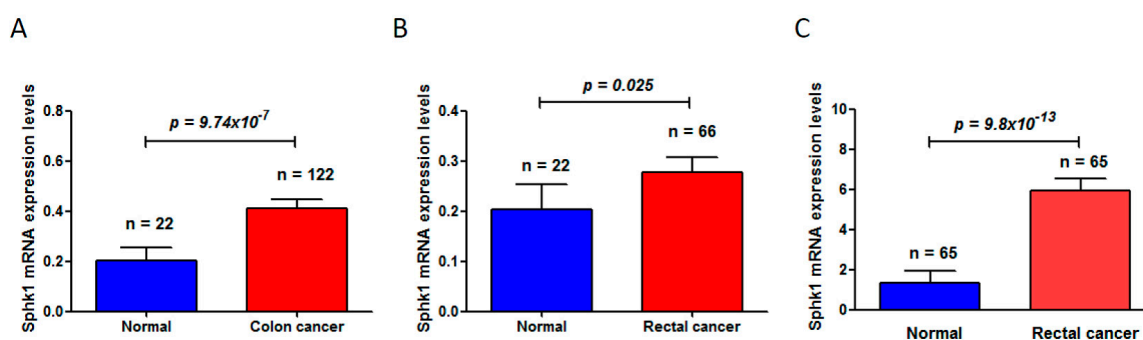 A
Sphk1 mRNA expression levels
0.8
0.6
0.4
0.2
0.0
p = 9.74x10-7
n = 22
n = 122
Normal
Colon cancer
B
Sphk1 mRNA expression levels
0.4
0.3
0.2
0.1
0.0
p = 0.025
n = 22
n = 66
Normal
Rectal cancer
C
Sphk1 mRNA expression levels
10
8
6
4
2
0
p = 9.8x10-13
n = 65
n = 65
Normal
Rectal cancer